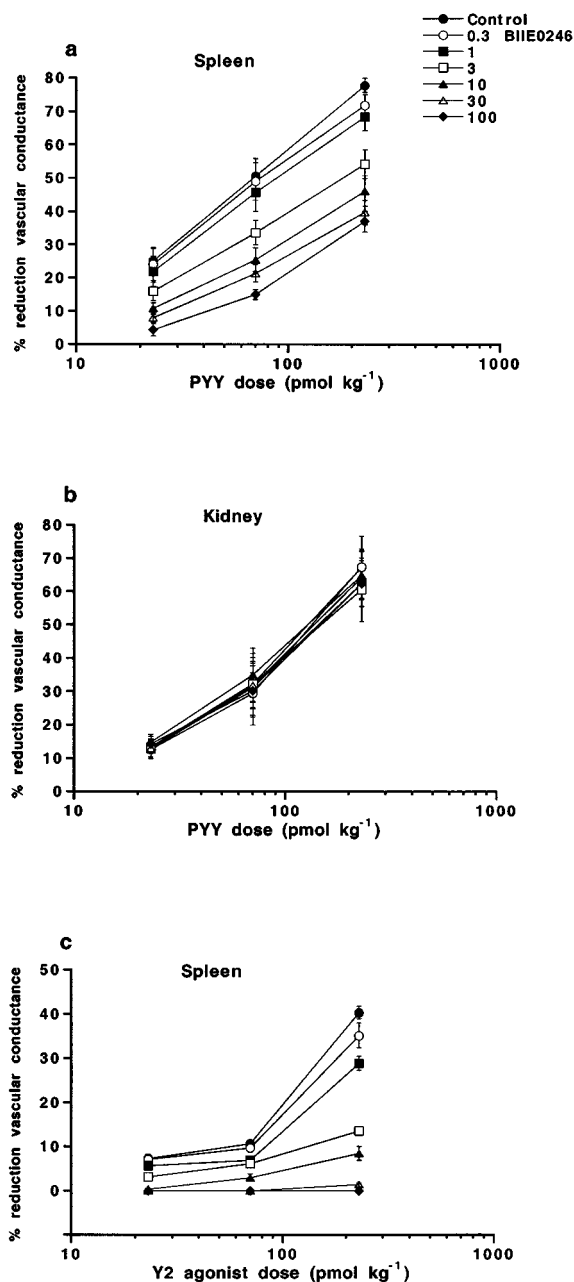 Control
0.3 BIIE0246
1
3
10
30
100
a
Spleen
80
70
60
50
40
30
20
10
0
% reduction vascular conductance
10
100
1000
PYY dose (pmol kg-1)
b
Kidney
80
70
60
50
40
30
20
10
0
% reduction vascular conductance
10
100
1000
PYY dose (pmol kg-1)
c
Spleen
50
40
30
20
10
0
% reduction vascular conductance
10
100
1000
Y2 agonist dose (pmol kg-1)